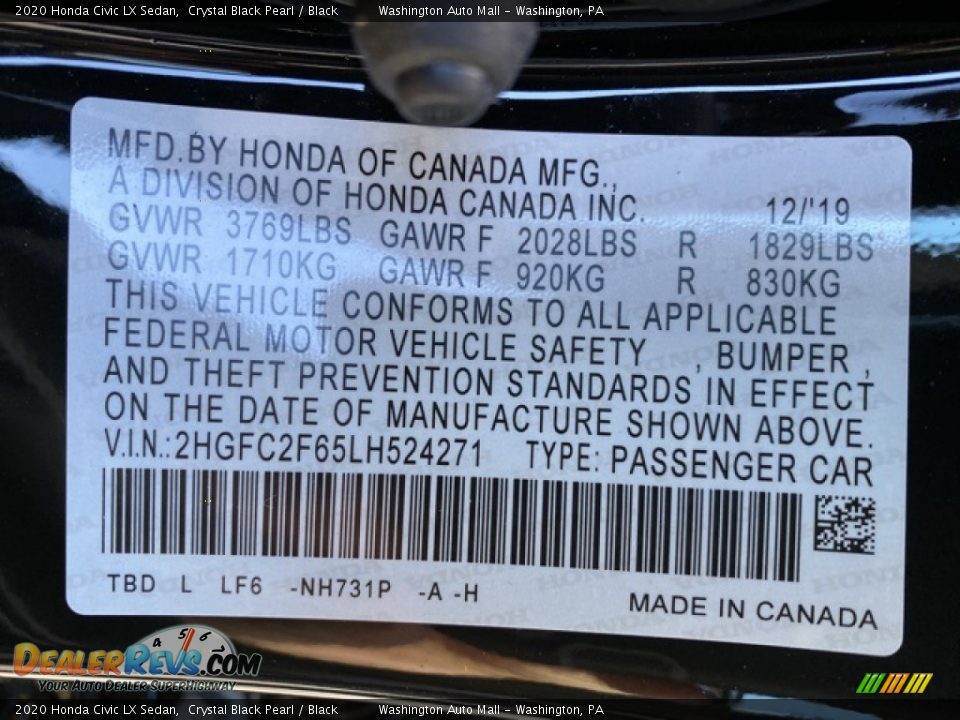 2020 Honda Civic LX Sedan, Crystal Black Pearl / Black Washington Auto Mall - Washington, PA
MFD.BY HONDA OF CANADA MFG.,
A DIVISION OF HONDA CANADA INC. 12/'19
GVWR 3769LBS GAWR F 2028LBS R 1829LBS
GVWR 1710KG GAWR F 920KG R 830KG
THIS VEHICLE CONFORMS TO ALL APPLICABLE
FEDERAL MOTOR VEHICLE SAFETY , BUMPER ,
AND THEFT PREVENTION STANDARDS IN EFFECT
ON THE DATE OF MANUFACTURE SHOWN ABOVE.
V.I.N.:2HGFC2F65LH524271 TYPE: PASSENGER CAR
TBD L LF6 -NH731P -A -H
MADE IN CANADA
4 5 6
DEALERREVS.COM
YOUR AUTO DEALER SUPERHIGHWAY
2020 Honda Civic LX Sedan, Crystal Black Pearl / Black Washington Auto Mall - Washington, PA